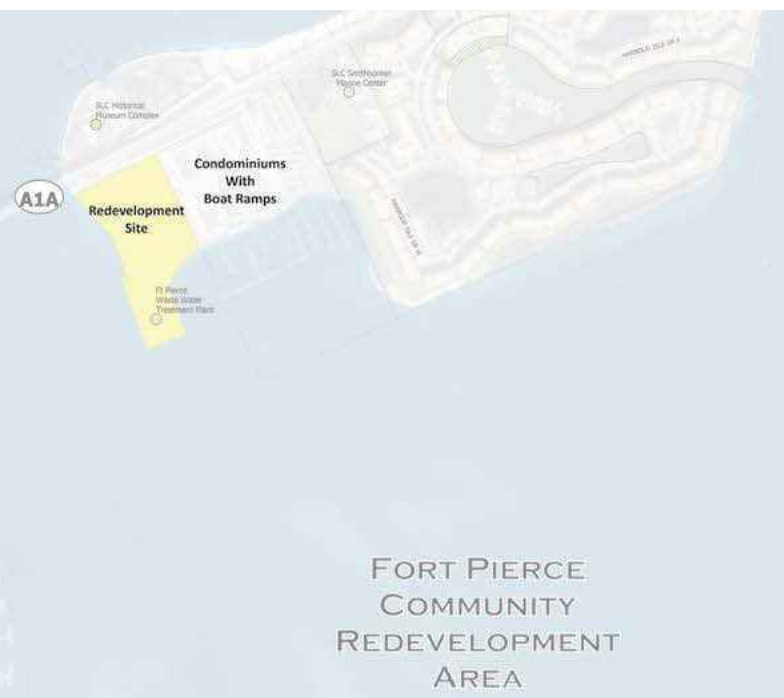 SLC Smithsonian
Marine Center
SLC Historical
Museum Complex
Condominiums
With
Boat Ramps
A1A
Redevelopment
Site
Ft Pierce
Waste Water
Treatment Plant
FORT PIERCE
COMMUNITY
REDEVELOPMENT
AREA